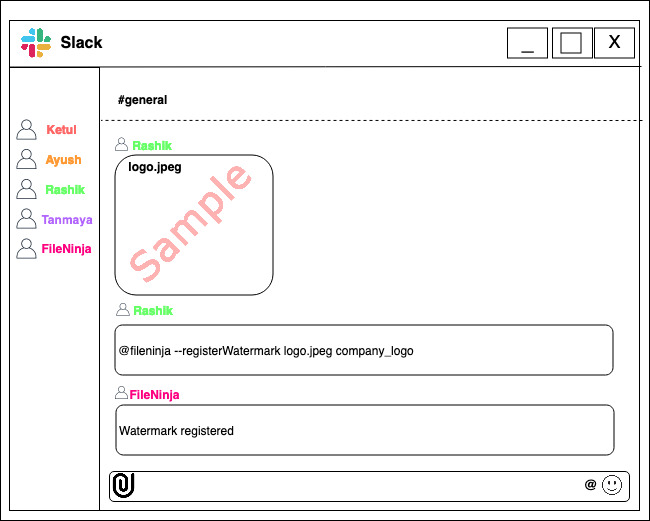 Slack
_
X
#general
Ketul
Ayush
Rashik
Tanmaya
FileNinja
Rashik
logo.jpeg
Sample
Rashik
@fileninja --registerWatermark logo.jpeg company_logo
FileNinja
Watermark registered
@